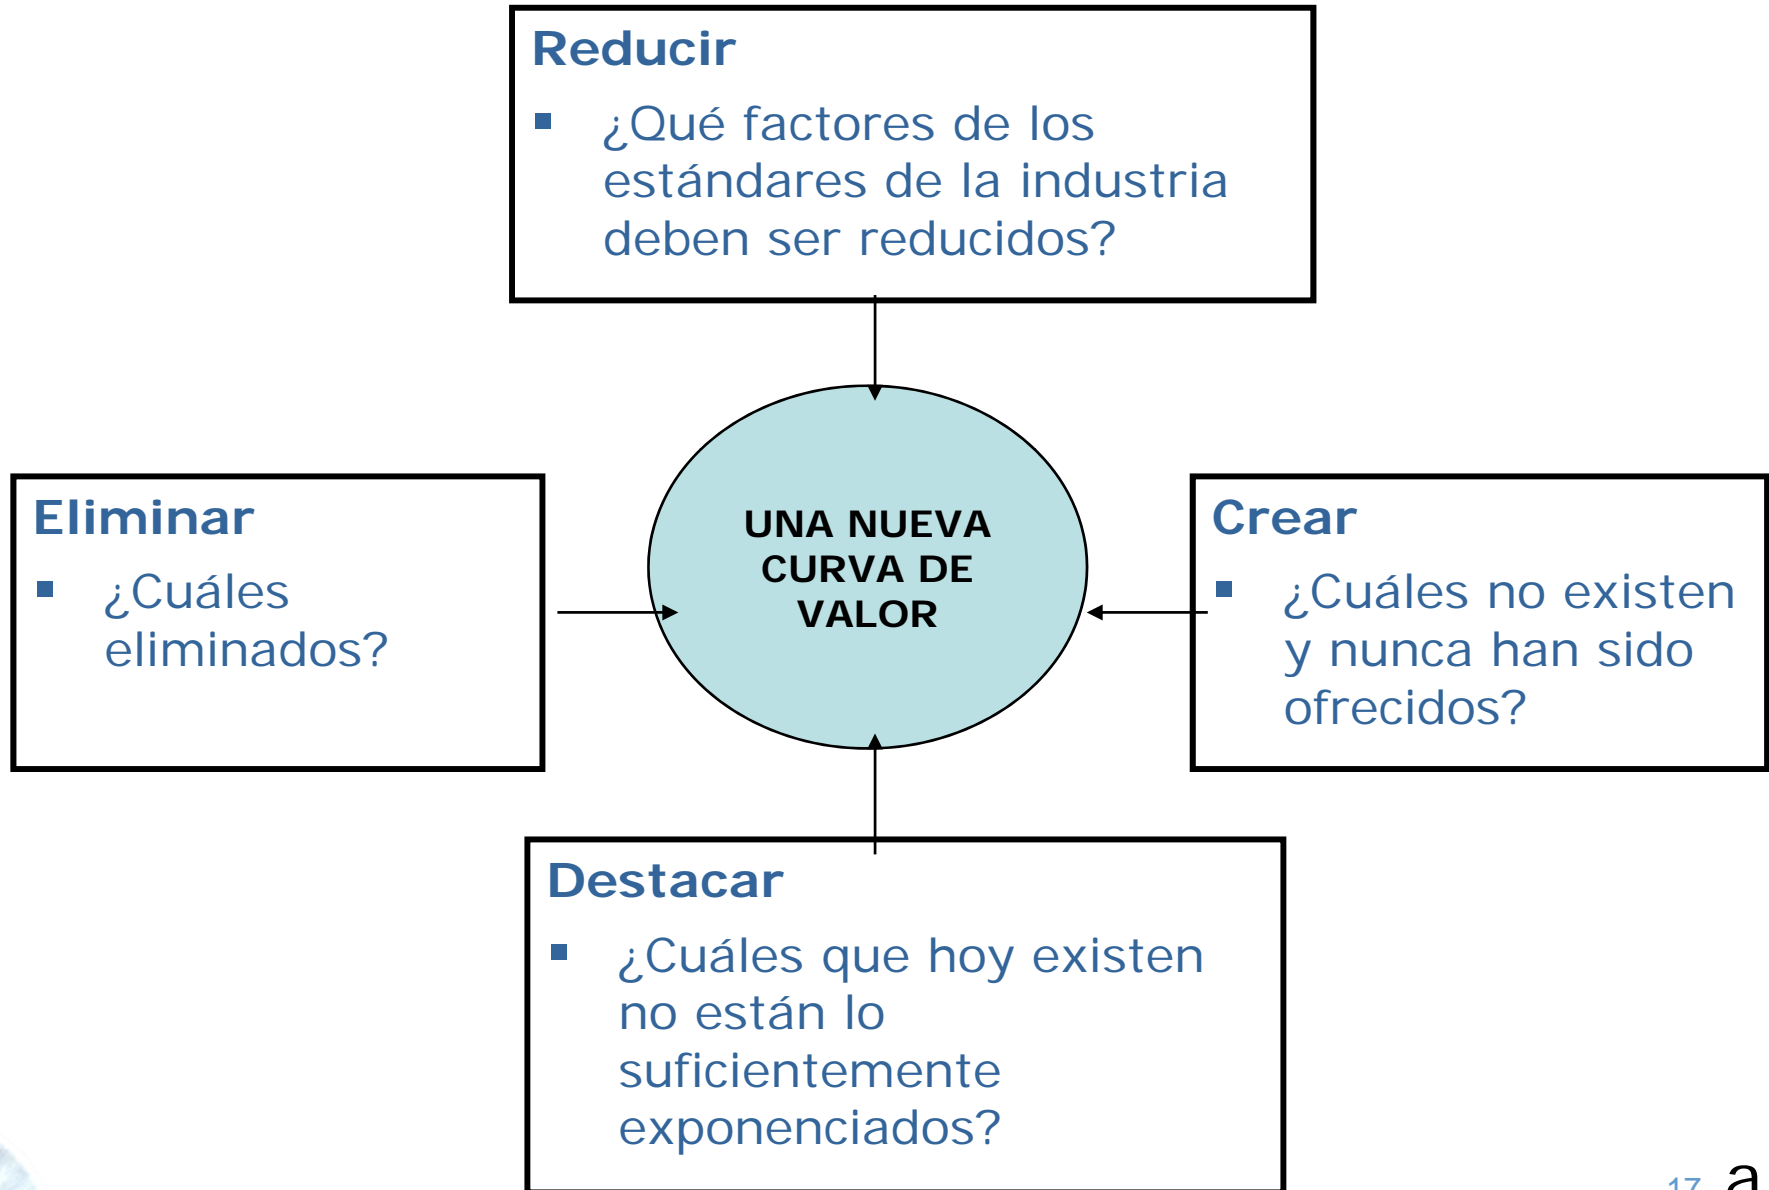 Reducir
▪ ¿Qué factores de los
estándares de la industria
deben ser reducidos?
Eliminar
▪ ¿Cuáles
eliminados?
UNA NUEVA
CURVA DE
VALOR
Crear
▪ ¿Cuáles no existen
y nunca han sido
ofrecidos?
Destacar
▪ ¿Cuáles que hoy existen
no están lo
suficientemente
exponenciados?
17 a